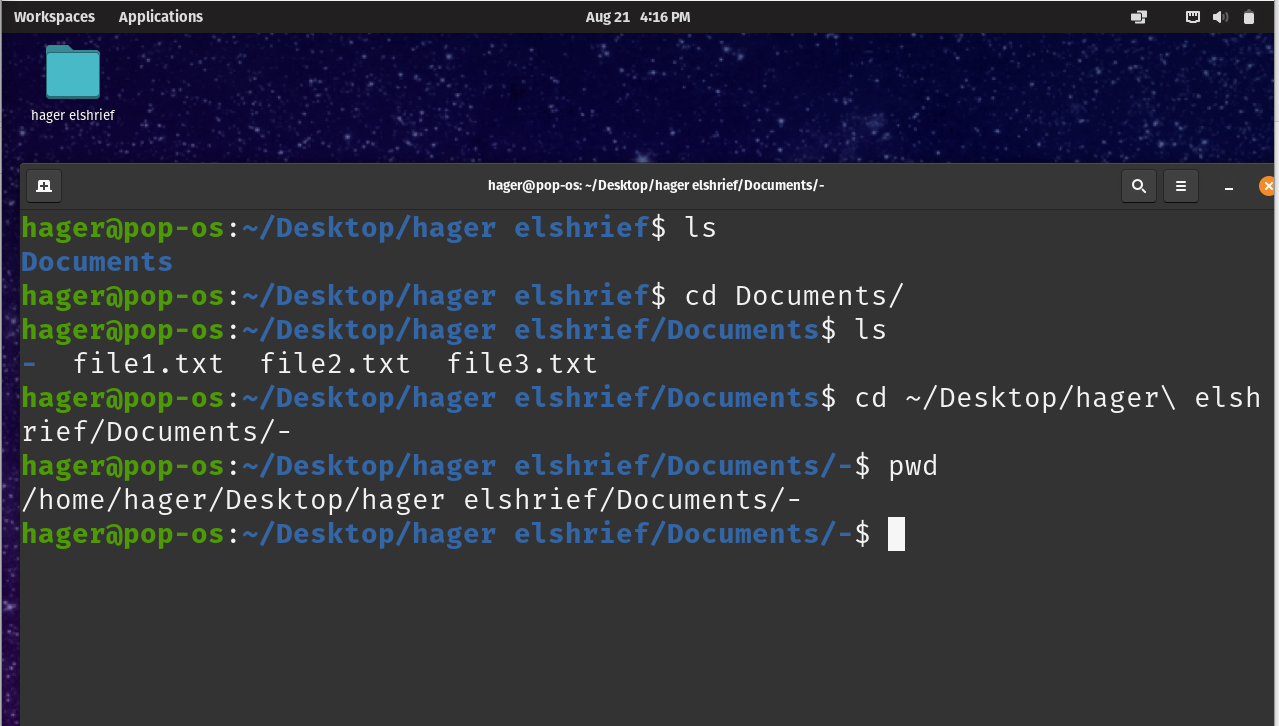 Workspaces Applications Aug 21 4:16 PM
hager elshrief
hager@pop-os: ~/Desktop/hager elshrief/Documents/-
hager@pop-os:~/Desktop/hager elshrief$ ls
Documents
hager@pop-os:~/Desktop/hager elshrief$ cd Documents/
hager@pop-os:~/Desktop/hager elshrief/Documents$ ls
-  file1.txt  file2.txt  file3.txt
hager@pop-os:~/Desktop/hager elshrief/Documents$ cd ~/Desktop/hager\ elsh
rief/Documents/-
hager@pop-os:~/Desktop/hager elshrief/Documents/-$ pwd
/home/hager/Desktop/hager elshrief/Documents/-
hager@pop-os:~/Desktop/hager elshrief/Documents/-$